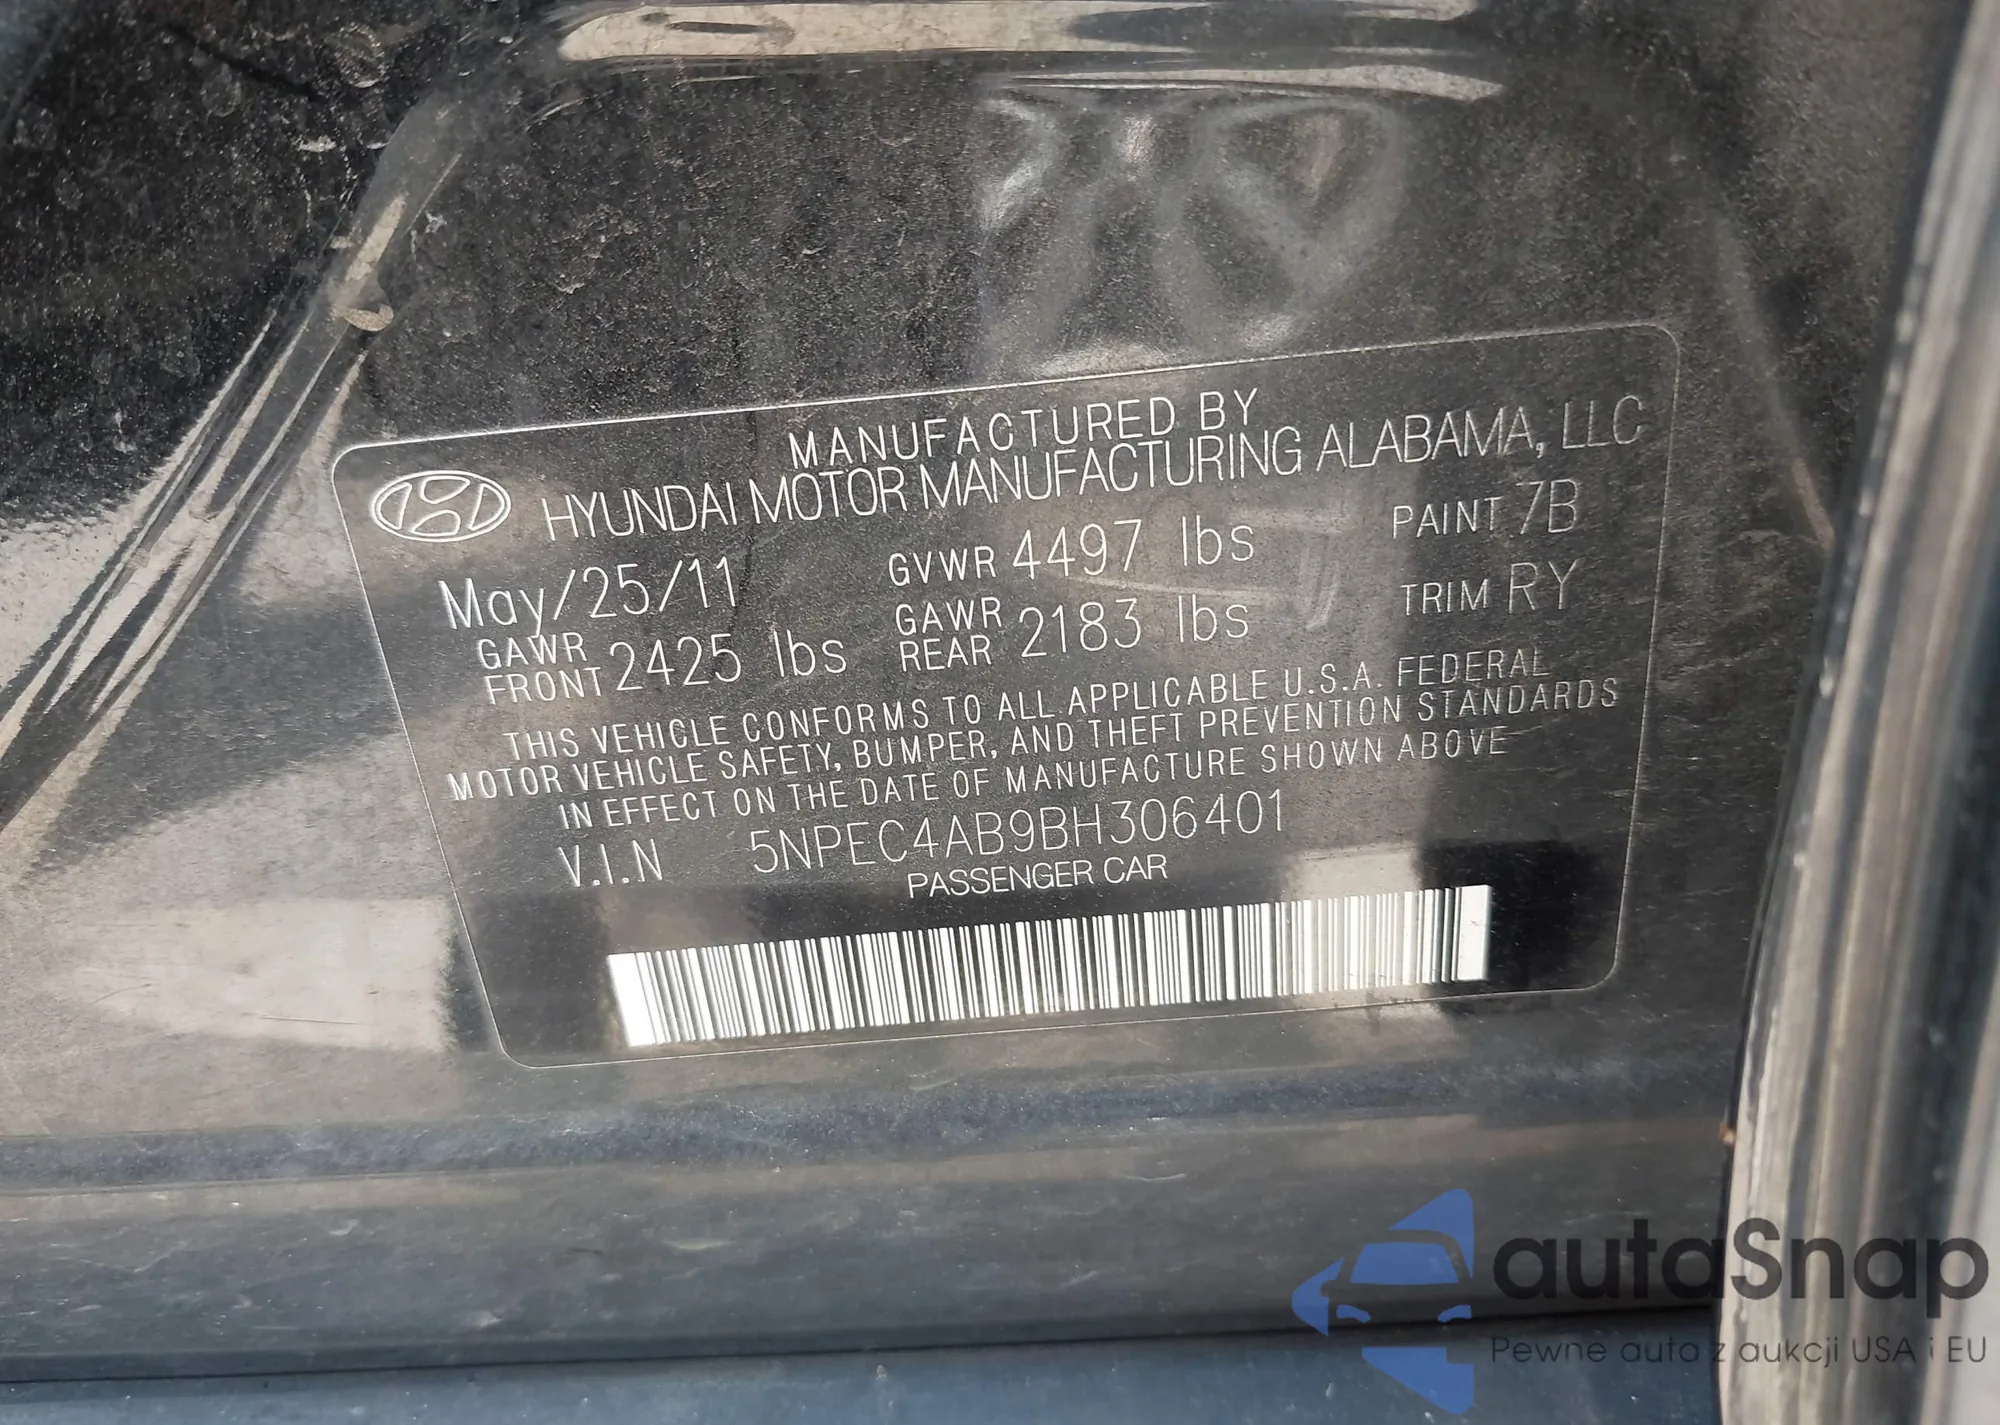 MANUFACTURED BY
HYUNDAI MOTOR MANUFACTURING ALABAMA, LLC
May/25/11 GVWR 4497 lbs PAINT 7B
GAWR FRONT 2425 lbs GAWR REAR 2183 lbs TRIM RY
THIS VEHICLE CONFORMS TO ALL APPLICABLE U.S.A. FEDERAL
MOTOR VEHICLE SAFETY, BUMPER, AND THEFT PREVENTION STANDARDS
IN EFFECT ON THE DATE OF MANUFACTURE SHOWN ABOVE
V.I.N 5NPEC4AB9BH306401
PASSENGER CAR
autaSnap
Pewne auta z aukcji USA i EU